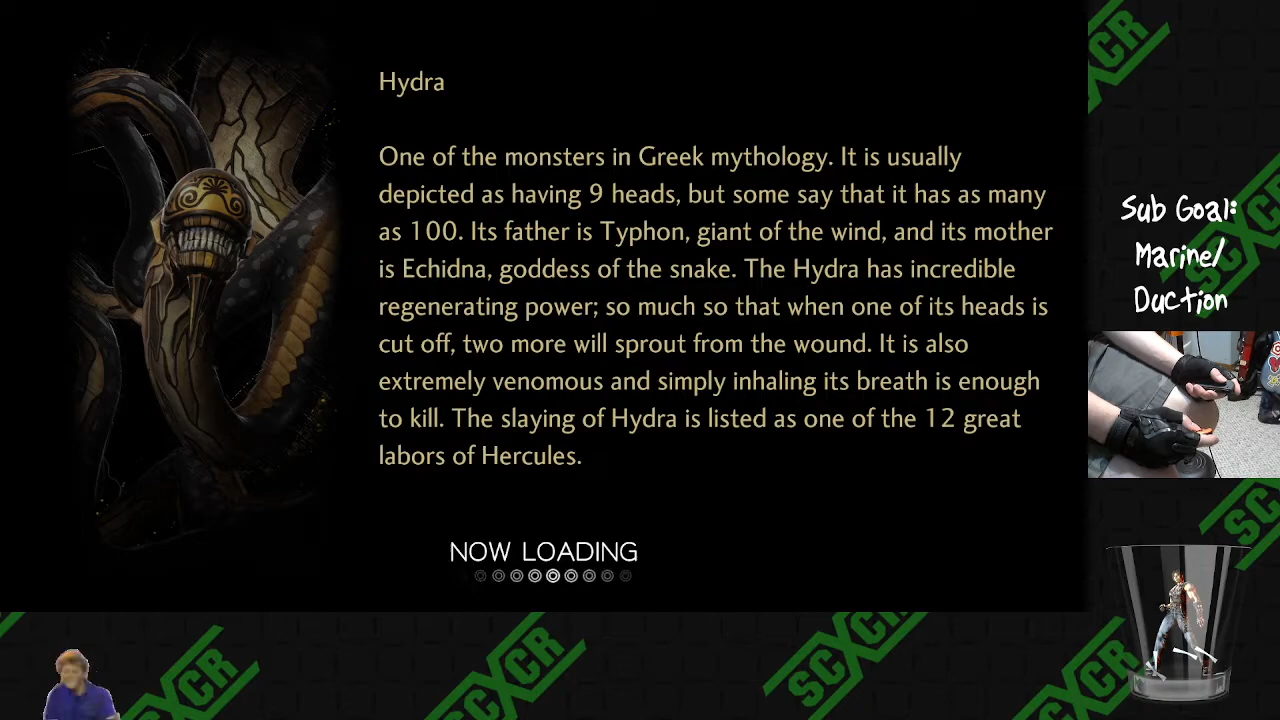 Hydra
One of the monsters in Greek mythology. It is usually
depicted as having 9 heads, but some say that it has as many
as 100. Its father is Typhon, giant of the wind, and its mother
is Echidna, goddess of the snake. The Hydra has incredible
regenerating power; so much so that when one of its heads is
cut off, two more will sprout from the wound. It is also
extremely venomous and simply inhaling its breath is enough
to kill. The slaying of Hydra is listed as one of the 12 great
labors of Hercules.
NOW LOADING
Sub Goal:
Marine/
Duction
SCXCR
SCXCR
SCXCR
SCXCR
SCXCR